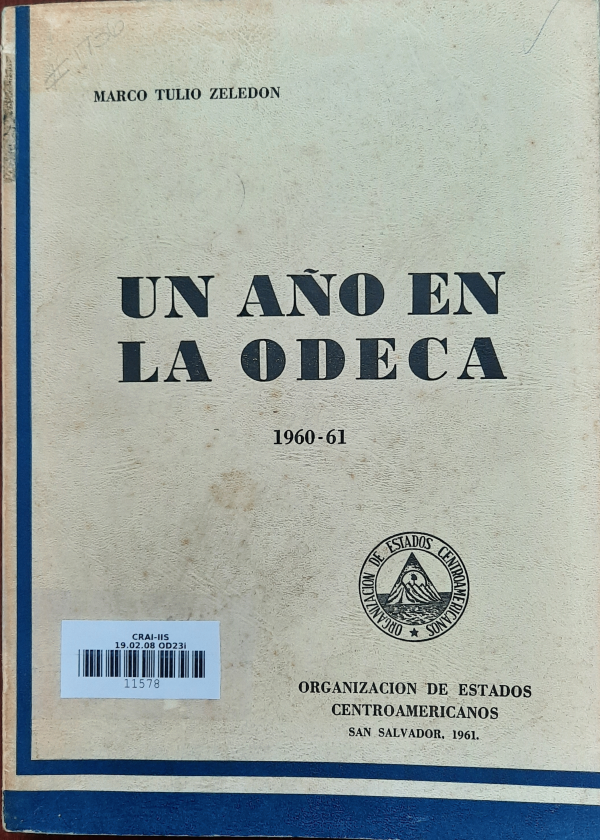 # 1736
MARCO TULIO ZELEDON
UN AÑO EN
LA ODECA
1960-61
ORGANIZACION DE ESTADOS CENTROAMERICANOS
CRAI-IIS
19.02.08 OD23i
11578
ORGANIZACION DE ESTADOS
CENTROAMERICANOS
SAN SALVADOR, 1961.